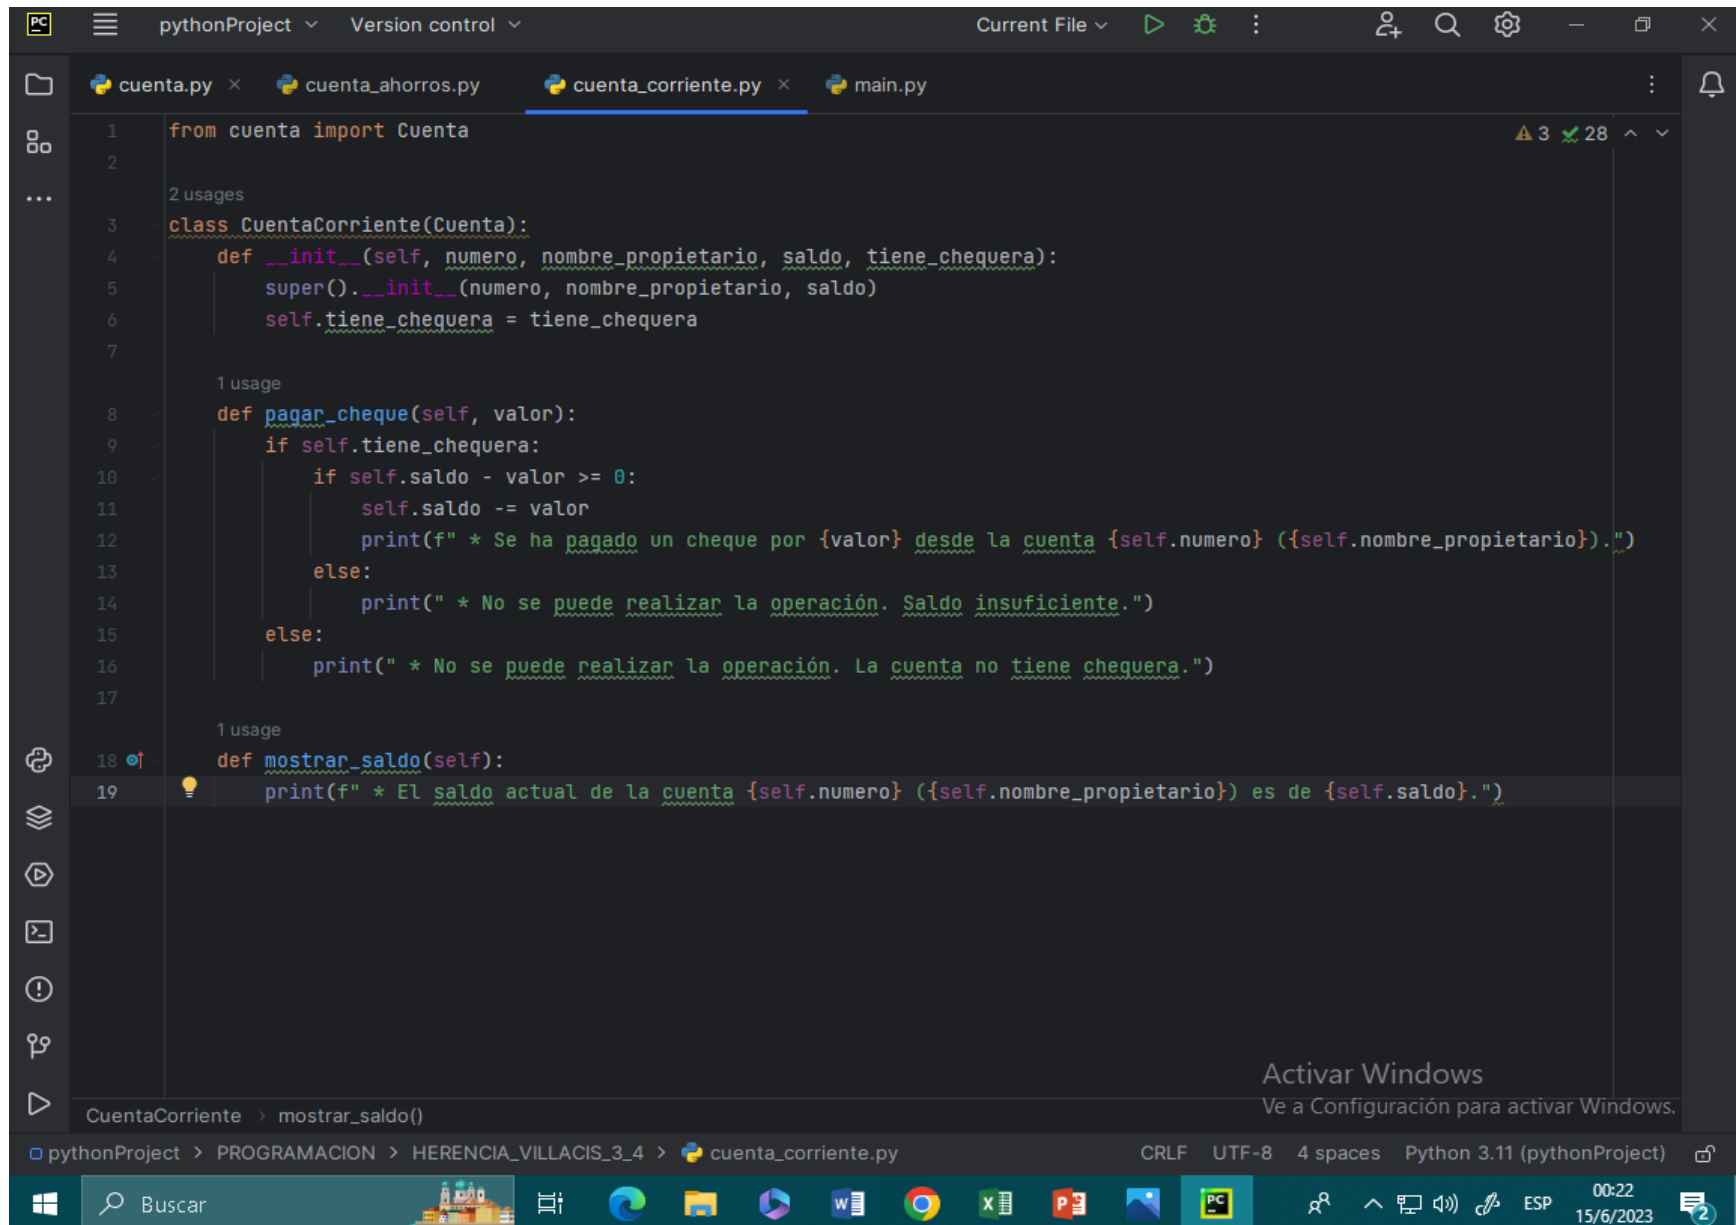 PC pythonProject Version control Current File
cuenta.py cuenta_ahorros.py cuenta_corriente.py main.py
1 from cuenta import Cuenta 3 28
2
2 usages
3 class CuentaCorriente(Cuenta):
4 def __init__(self, numero, nombre_propietario, saldo, tiene_chequera):
5 super().__init__(numero, nombre_propietario, saldo)
6 self.tiene_chequera = tiene_chequera
7
1 usage
8 def pagar_cheque(self, valor):
9 if self.tiene_chequera:
10 if self.saldo - valor >= 0:
11 self.saldo -= valor
12 print(f" * Se ha pagado un cheque por {valor} desde la cuenta {self.numero} ({self.nombre_propietario}).")
13 else:
14 print(" * No se puede realizar la operación. Saldo insuficiente.")
15 else:
16 print(" * No se puede realizar la operación. La cuenta no tiene chequera.")
17
1 usage
18 def mostrar_saldo(self):
19 print(f" * El saldo actual de la cuenta {self.numero} ({self.nombre_propietario}) es de {self.saldo}.")
Activar Windows
Ve a Configuración para activar Windows.
CuentaCorriente > mostrar_saldo()
pythonProject > PROGRAMACION > HERENCIA_VILLACIS_3_4 > cuenta_corriente.py CRLF UTF-8 4 spaces Python 3.11 (pythonProject)
Buscar ESP 00:22
15/6/2023 2